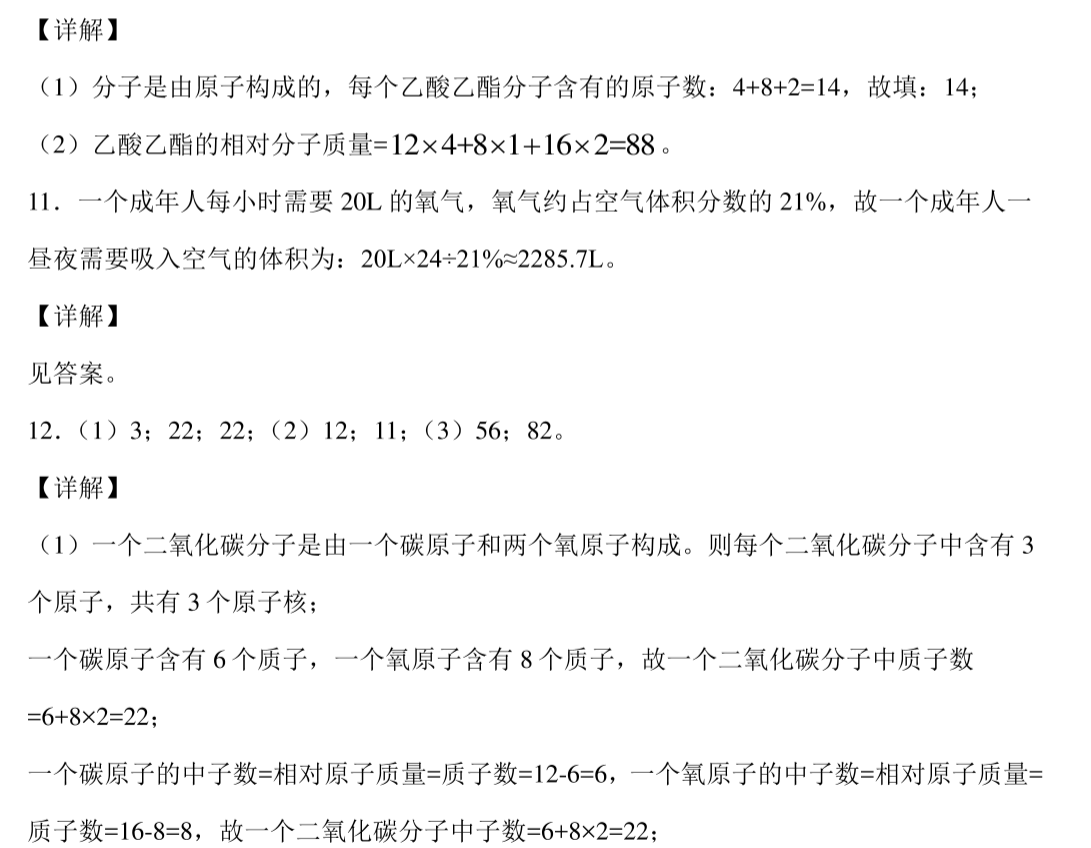 【详解】
（1）分子是由原子构成的，每个乙酸乙酯分子含有的原子数：4+8+2=14，故填：14；
（2）乙酸乙酯的相对分子质量=12×4+8×1+16×2=88。
11．一个成年人每小时需要 20L 的氧气，氧气约占空气体积分数的 21%，故一个成年人一
昼夜需要吸入空气的体积为：20L×24÷21%≈2285.7L。
【详解】
见答案。
12．（1）3；22；22；（2）12；11；（3）56；82。
【详解】
（1）一个二氧化碳分子是由一个碳原子和两个氧原子构成。则每个二氧化碳分子中含有 3
个原子，共有 3 个原子核；
一个碳原子含有 6 个质子，一个氧原子含有 8 个质子，故一个二氧化碳分子中质子数
=6+8×2=22；
一个碳原子的中子数=相对原子质量=质子数=12-6=6，一个氧原子的中子数=相对原子质量=
质子数=16-8=8，故一个二氧化碳分子中子数=6+8×2=22；